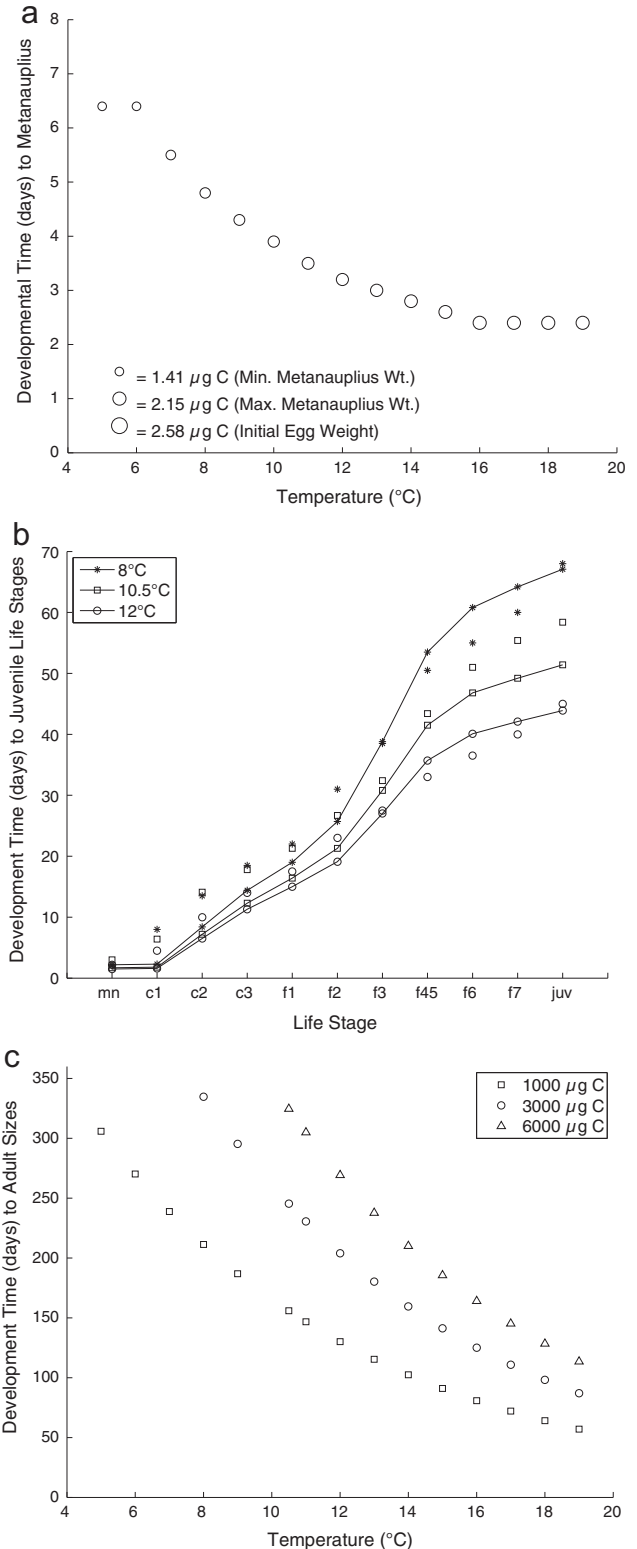 a
Developmental Time (days) to Metanauplius
8
7
6
5
4
3
2
1
0
= 1.41 µg C (Min. Metanauplius Wt.)
= 2.15 µg C (Max. Metanauplius Wt.)
= 2.58 µg C (Initial Egg Weight)
4 6 8 10 12 14 16 18 20
Temperature (°C)
b
Development Time (days) to Juvenile Life Stages
70
60
50
40
30
20
10
0
8°C
10.5°C
12°C
mn c1 c2 c3 f1 f2 f3 f45 f6 f7 juv
Life Stage
c
Development Time (days) to Adult Sizes
350
300
250
200
150
100
50
0
1000 µg C
3000 µg C
6000 µg C
4 6 8 10 12 14 16 18 20
Temperature (°C)